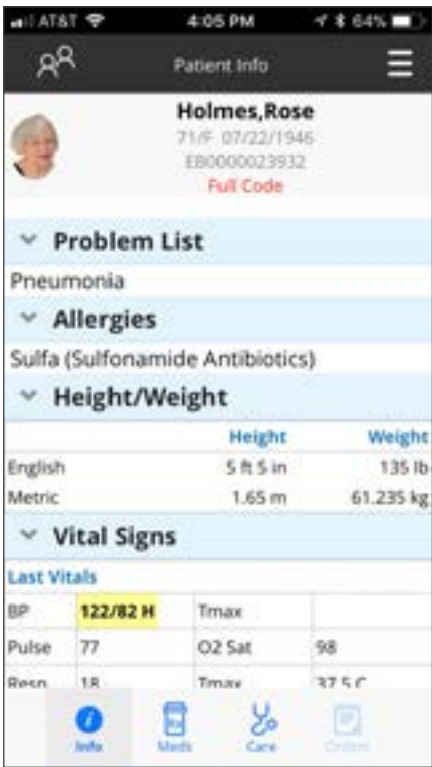 AT&T 4:05 PM 64%
Patient Info
Holmes,Rose
71/F 07/22/1946
EB0000023932
Full Code
Problem List
Pneumonia
Allergies
Sulfa (Sulfonamide Antibiotics)
Height/Weight
Height Weight
English 5 ft 5 in 135 lb
Metric 1.65 m 61.235 kg
Vital Signs
Last Vitals
BP 122/82 H Tmax
Pulse 77 O2 Sat 98
Resp 18 Tmax 37.5 C
Info Meds Care Orders